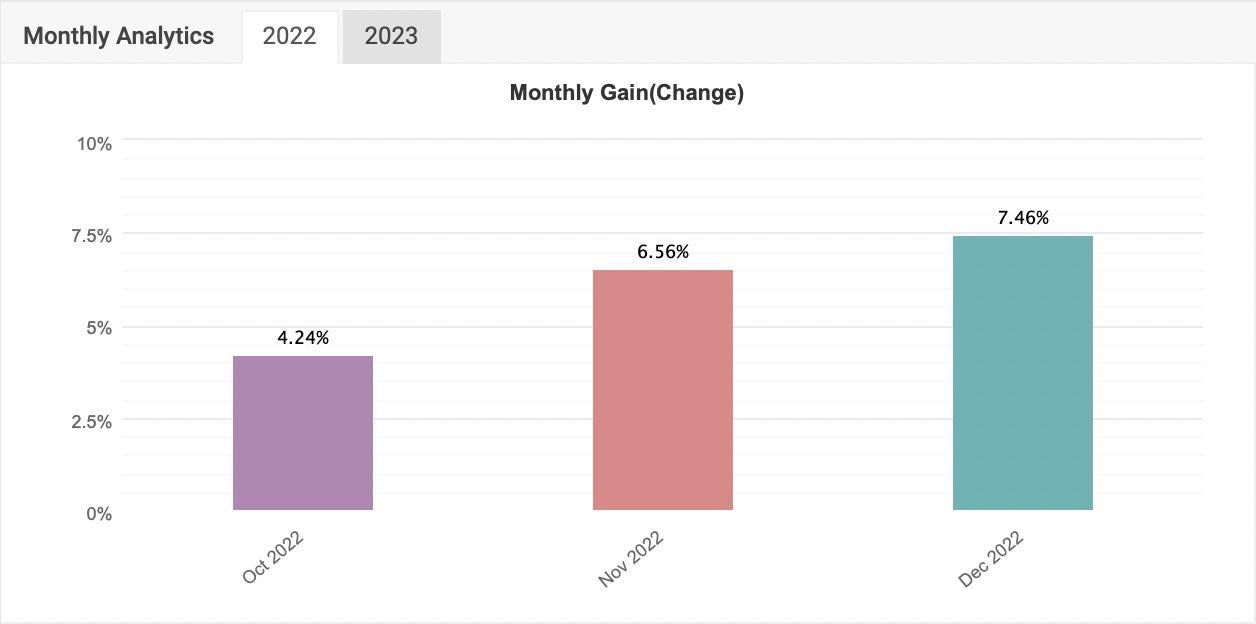 Monthly Analytics 2022 2023
Monthly Gain(Change)
10%
7.5%
5%
2.5%
0%
4.24%
6.56%
7.46%
Oct 2022
Nov 2022
Dec 2022